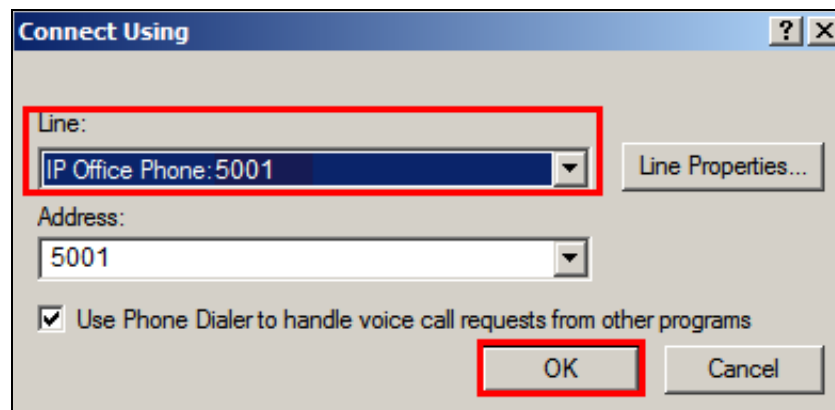 Connect Using
Line:
IP Office Phone: 5001
Line Properties...
Address:
5001
Use Phone Dialer to handle voice call requests from other programs
OK
Cancel